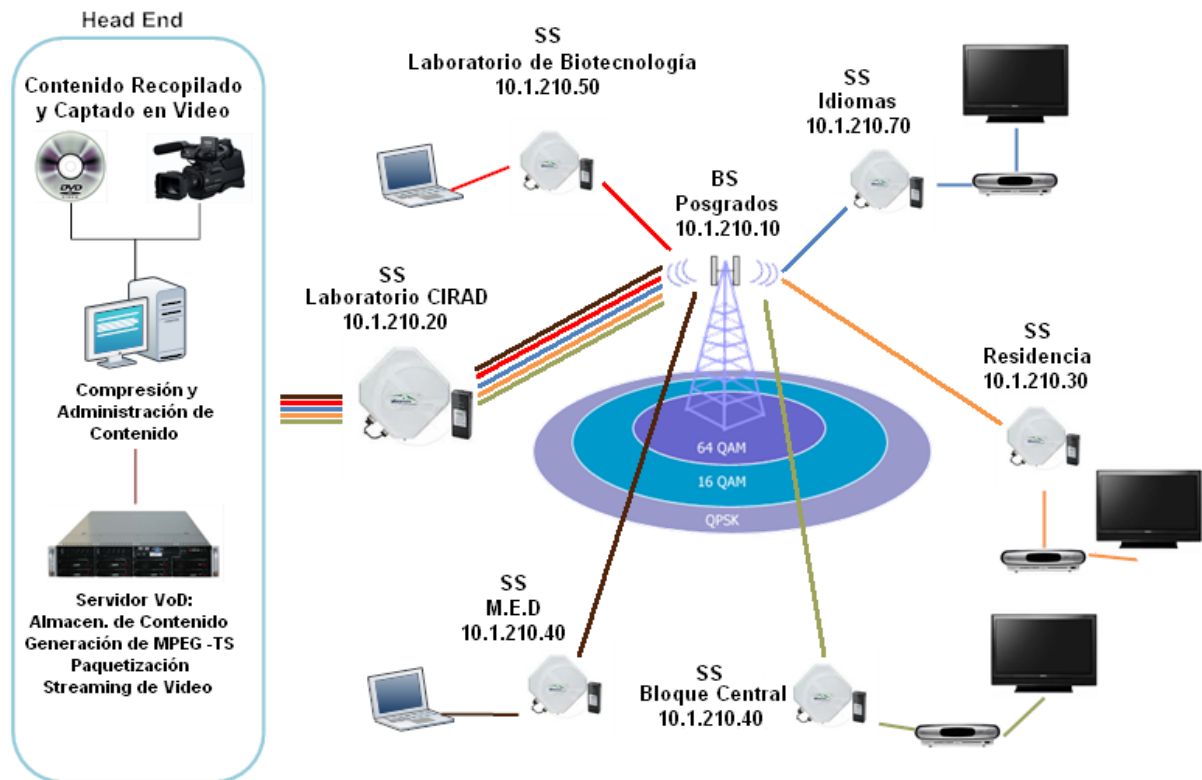 Head End
Contenido Recopilado
y Captado en Video
DVD
Compresión y
Administración de
Contenido
Servidor VoD:
Almacen. de Contenido
Generación de MPEG -TS
Paquetización
Streaming de Video
SS
Laboratorio de Biotecnología
10.1.210.50
SS
Idiomas
10.1.210.70
BS
Posgrados
10.1.210.10
SS
Laboratorio CIRAD
10.1.210.20
SS
Residencia
10.1.210.30
64 QAM
16 QAM
QPSK
SS
M.E.D
10.1.210.40
SS
Bloque Central
10.1.210.40